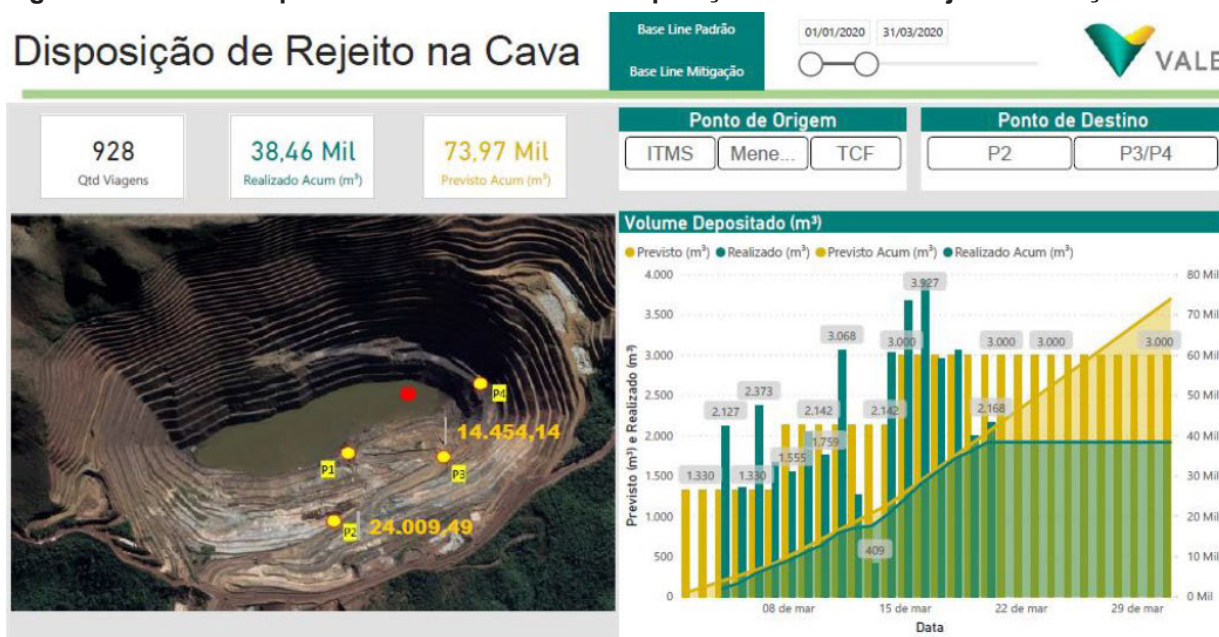 Disposição de Rejeito na Cava
Base Line Padrão
Base Line Mitigação
01/01/2020 31/03/2020
VALE
928
Qtd Viagens
38,46 Mil
Realizado Acum (m³)
73,97 Mil
Previsto Acum (m³)
Ponto de Origem
ITMS Mene... TCF
Ponto de Destino
P2 P3/P4
P4
14.454,14
P1
P3
P2
24.009,49
Volume Depositado (m³)
Previsto (m³) Realizado (m³) Previsto Acum (m³) Realizado Acum (m³)
Previsto (m³) e Realizado (m³)
4.000
3.500
3.000
2.500
2.000
1.500
1.000
500
0
1.330
2.127
1.330
2.373
1.555
2.142
1.759
3.068
2.142
409
3.000
3.927
3.000
2.168
3.000
3.000
80 Mil
70 Mil
60 Mil
50 Mil
40 Mil
30 Mil
20 Mil
10 Mil
0 Mil
08 de mar 15 de mar 22 de mar 29 de mar
Data